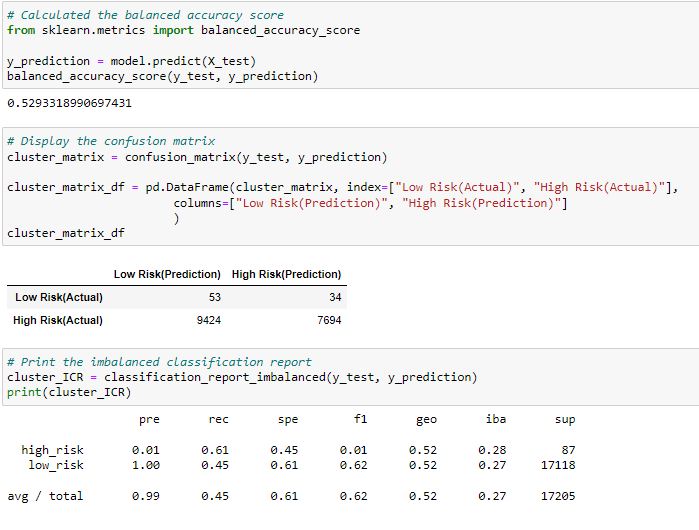 # Calculated the balanced accuracy score
from sklearn.metrics import balanced_accuracy_score
y_prediction = model.predict(X_test)
balanced_accuracy_score(y_test, y_prediction)
0.5293318990697431
# Display the confusion matrix
cluster_matrix = confusion_matrix(y_test, y_prediction)
cluster_matrix_df = pd.DataFrame(cluster_matrix, index=["Low Risk(Actual)", "High Risk(Actual)"],
columns=["Low Risk(Prediction)", "High Risk(Prediction)"]
)
cluster_matrix_df
Low Risk(Prediction) High Risk(Prediction)
Low Risk(Actual) 53 34
High Risk(Actual) 9424 7694
# Print the imbalanced classification report
cluster_ICR = classification_report_imbalanced(y_test, y_prediction)
print(cluster_ICR)
pre rec spe f1 geo iba sup
high_risk 0.01 0.61 0.45 0.01 0.52 0.28 87
low_risk 1.00 0.45 0.61 0.62 0.52 0.27 17118
avg / total 0.99 0.45 0.61 0.62 0.52 0.27 17205